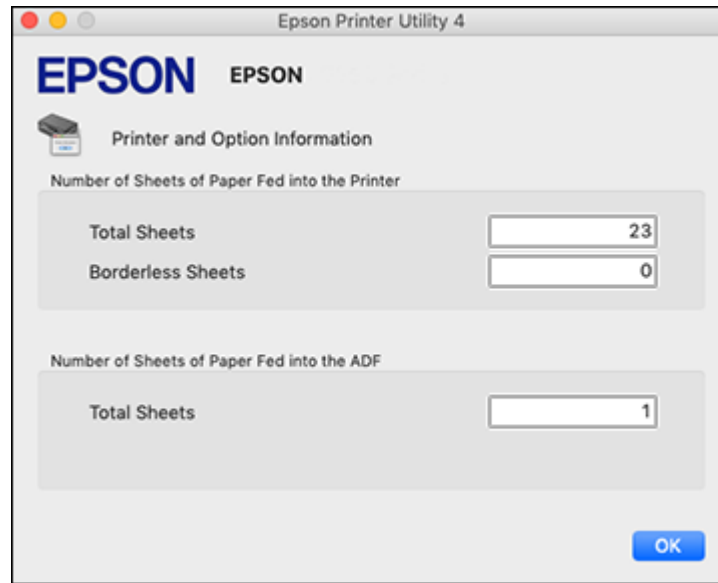 Epson Printer Utility 4
EPSON EPSON
Printer and Option Information
Number of Sheets of Paper Fed into the Printer
Total Sheets 23
Borderless Sheets 0
Number of Sheets of Paper Fed into the ADF
Total Sheets 1
OK